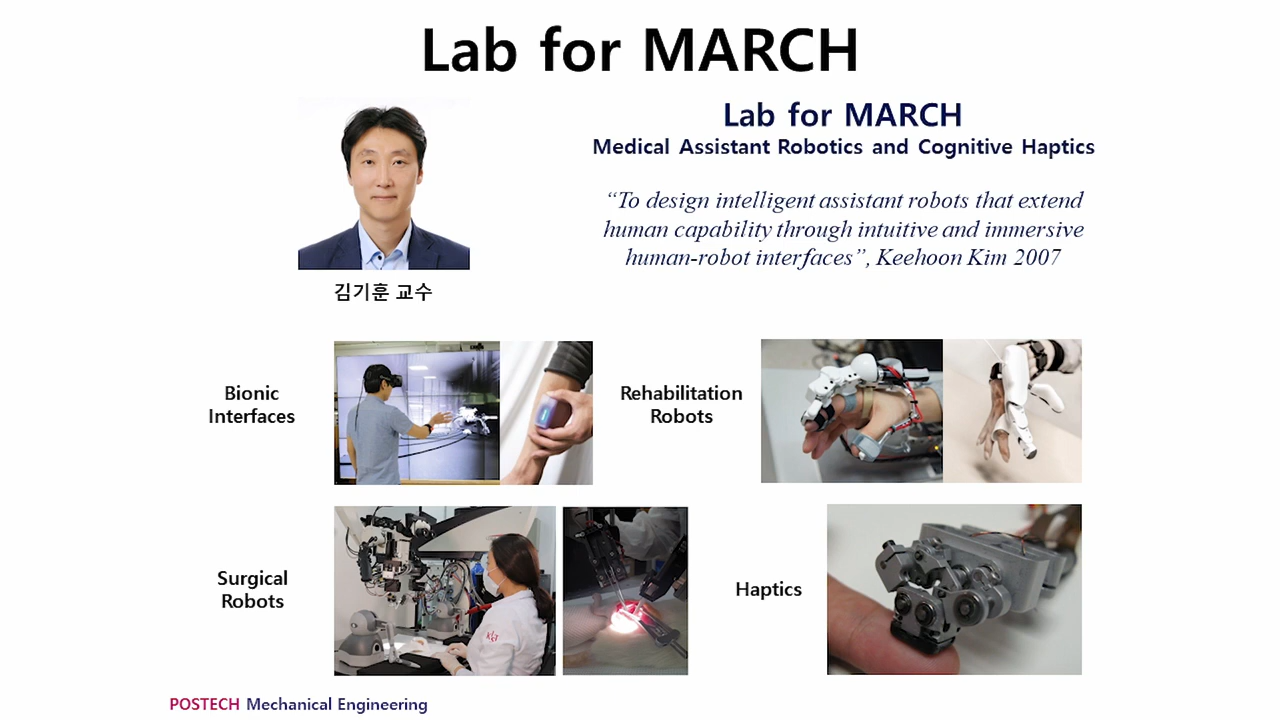 Lab for MARCH
Lab for MARCH
Medical Assistant Robotics and Cognitive Haptics
“To design intelligent assistant robots that extend
human capability through intuitive and immersive
human-robot interfaces”, Keehoon Kim 2007
김기훈 교수
Bionic
Interfaces
Rehabilitation
Robots
Surgical
Robots
Haptics
POSTECH Mechanical Engineering